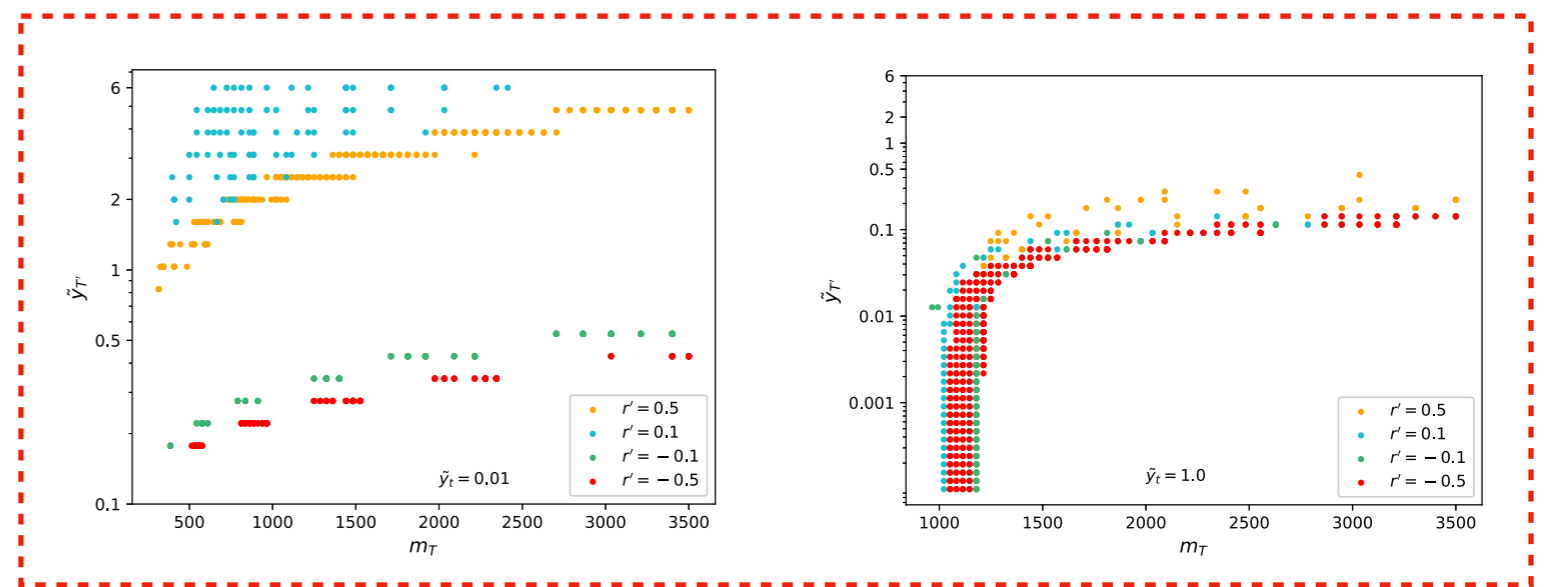 6
2
1
0.5
0.1
ỹ_T'
500 1000 1500 2000 2500 3000 3500
m_T
r' = 0.5
r' = 0.1
r' = − 0.1
r' = − 0.5
ỹ_t = 0.01
6
2
1
0.5
0.1
0.01
0.001
ỹ_T'
1000 1500 2000 2500 3000 3500
m_T
r' = 0.5
r' = 0.1
r' = − 0.1
r' = − 0.5
ỹ_t = 1.0